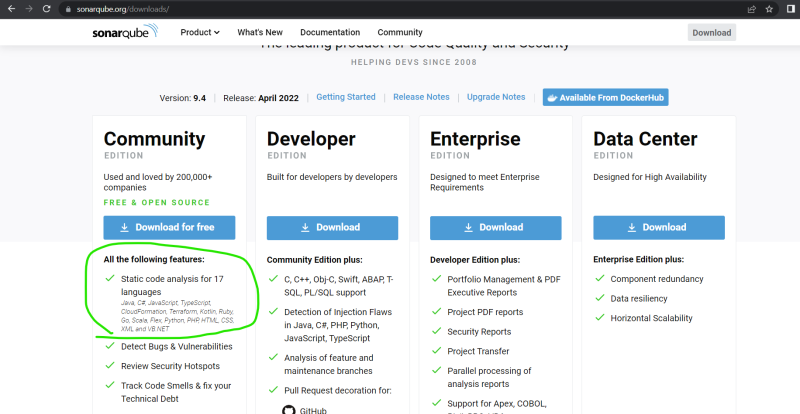 sonarqube.org/downloads/
sonarqube
Product
What's New
Documentation
Community
Download
The leading product for Code Quality and Security
HELPING DEVS SINCE 2008
Version: 9.4 | Release: April 2022 | Getting Started | Release Notes | Upgrade Notes | Available From DockerHub
Community
EDITION
Used and loved by 200,000+
companies
FREE & OPEN SOURCE
Download for free
All the following features:
Static code analysis for 17
languages
Java, C#, JavaScript, TypeScript,
CloudFormation, Terraform, Kotlin, Ruby,
Go, Scala, Flex, Python, PHP, HTML, CSS,
XML and VB.NET
Detect Bugs & Vulnerabilities
Review Security Hotspots
Track Code Smells & fix your
Technical Debt
Developer
EDITION
Built for developers by developers
Download
Community Edition plus:
C, C++, Obj-C, Swift, ABAP, T-
SQL, PL/SQL support
Detection of Injection Flaws
in Java, C#, PHP, Python,
JavaScript, TypeScript
Analysis of feature and
maintenance branches
Pull Request decoration for:
GitHub
Enterprise
EDITION
Designed to meet Enterprise
Requirements
Download
Developer Edition plus:
Portfolio Management & PDF
Executive Reports
Project PDF reports
Security Reports
Project Transfer
Parallel processing of
analysis reports
Support for Apex, COBOL,
Data Center
EDITION
Designed for High Availability
Download
Enterprise Edition plus:
Component redundancy
Data resiliency
Horizontal Scalability